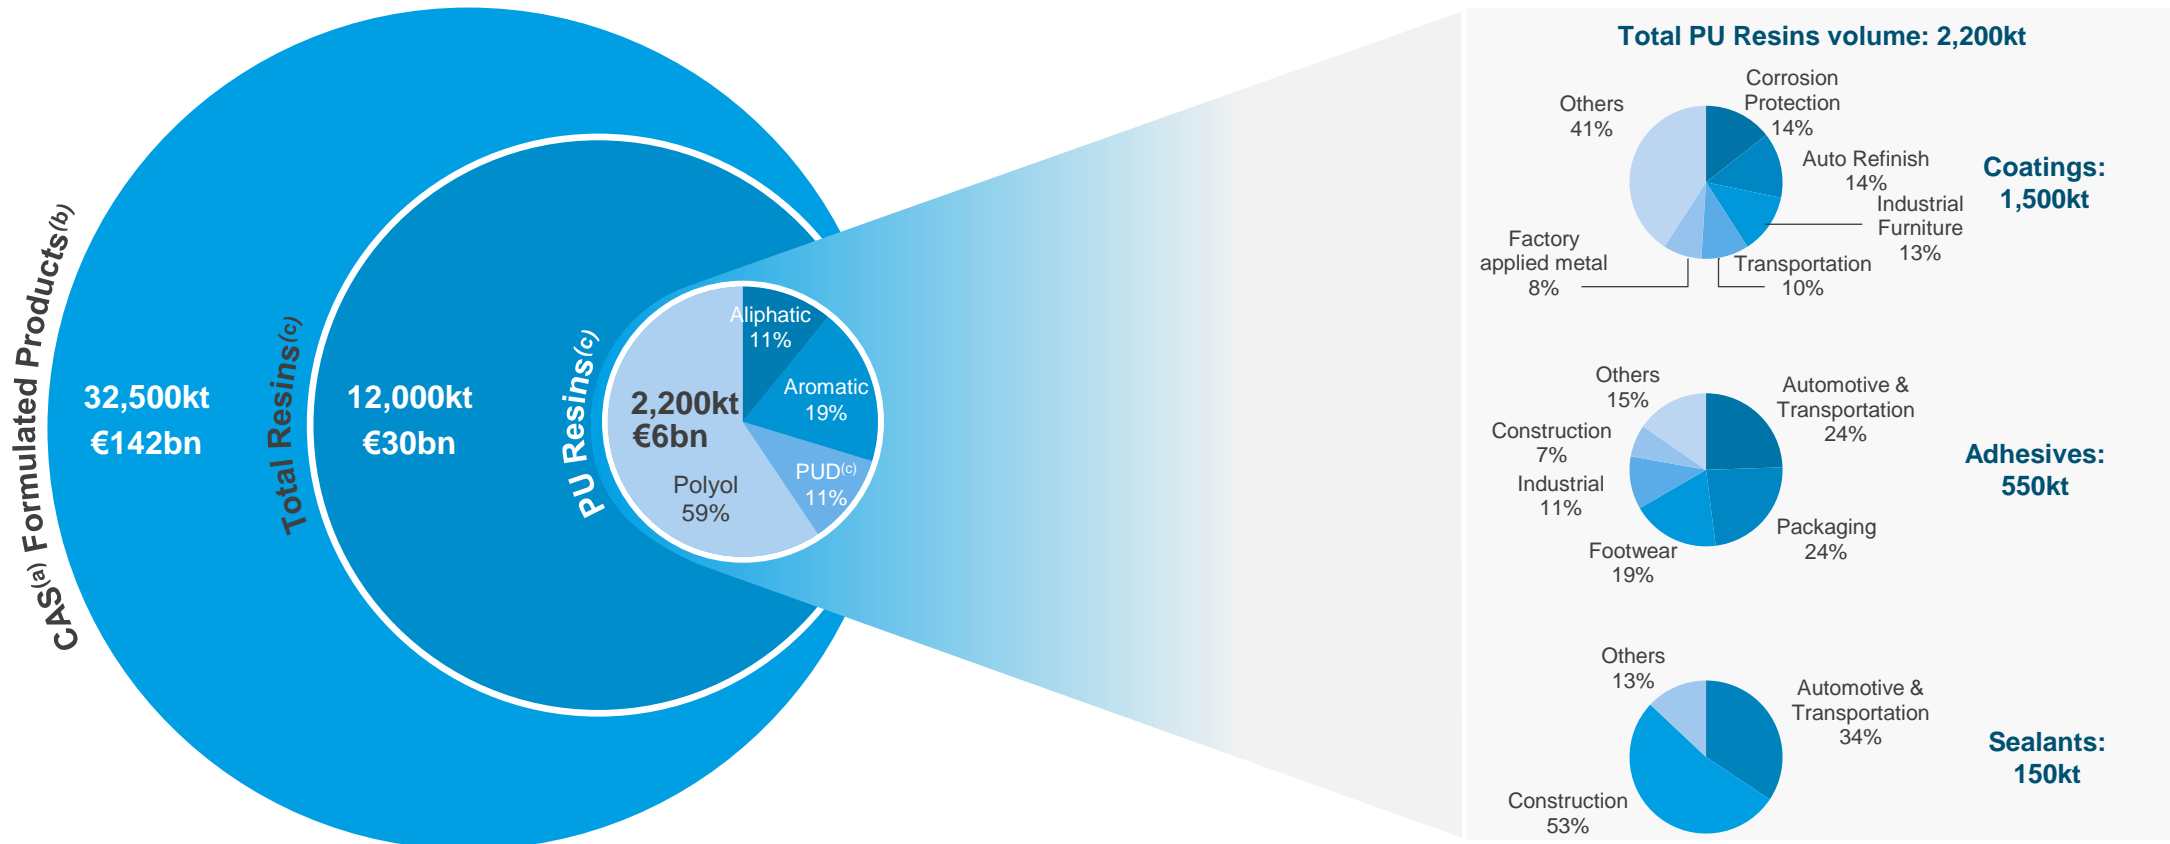 CAS(a) Formulated Products(b)
32,500kt
€142bn
Total Resins(c)
12,000kt
€30bn
PU Resins(c)
2,200kt
€6bn
Aliphatic
11%
Aromatic
19%
PUD(c)
11%
Polyol
59%
Total PU Resins volume: 2,200kt
Corrosion
Protection
14%
Others
41%
Auto Refinish
14%
Industrial
Furniture
13%
Factory
applied metal
8%
Transportation
10%
Coatings:
1,500kt
Others
15%
Automotive &
Transportation
24%
Construction
7%
Industrial
11%
Footwear
19%
Packaging
24%
Adhesives:
550kt
Others
13%
Automotive &
Transportation
34%
Construction
53%
Sealants:
150kt